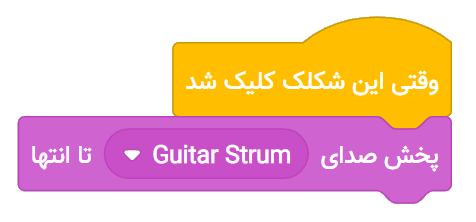 وقتی این شکلک کلیک شد
پخش صدای Guitar Strum تا انتها